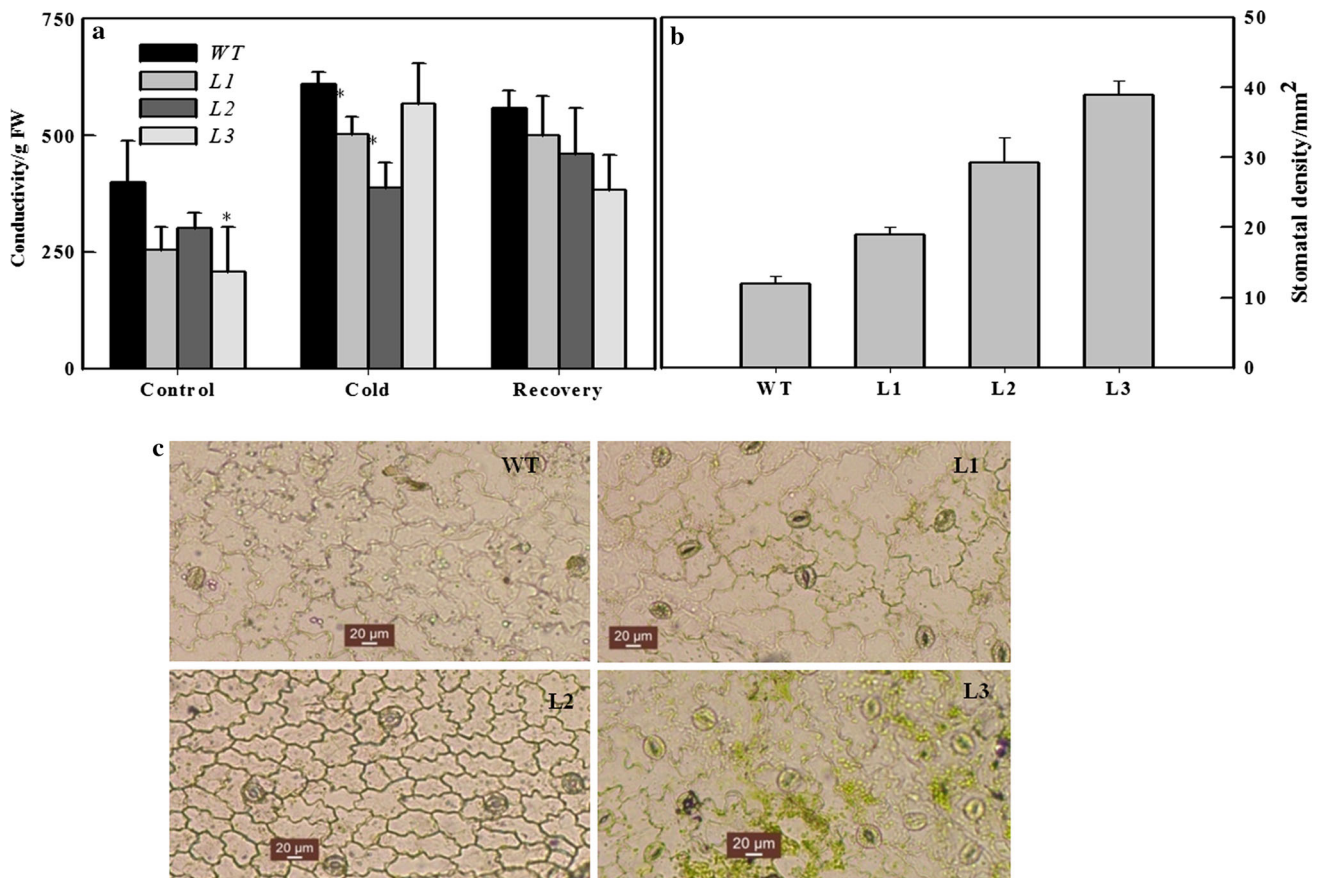 a
WT
L1
L2
L3
Conductivity/g FW
750
500
250
0
*
*
*
Control
Cold
Recovery
b
50
40
30
20
10
0
Stomatal density/mm2
WT
L1
L2
L3
c
WT
20 µm
L1
20 µm
L2
20 µm
L3
20 µm